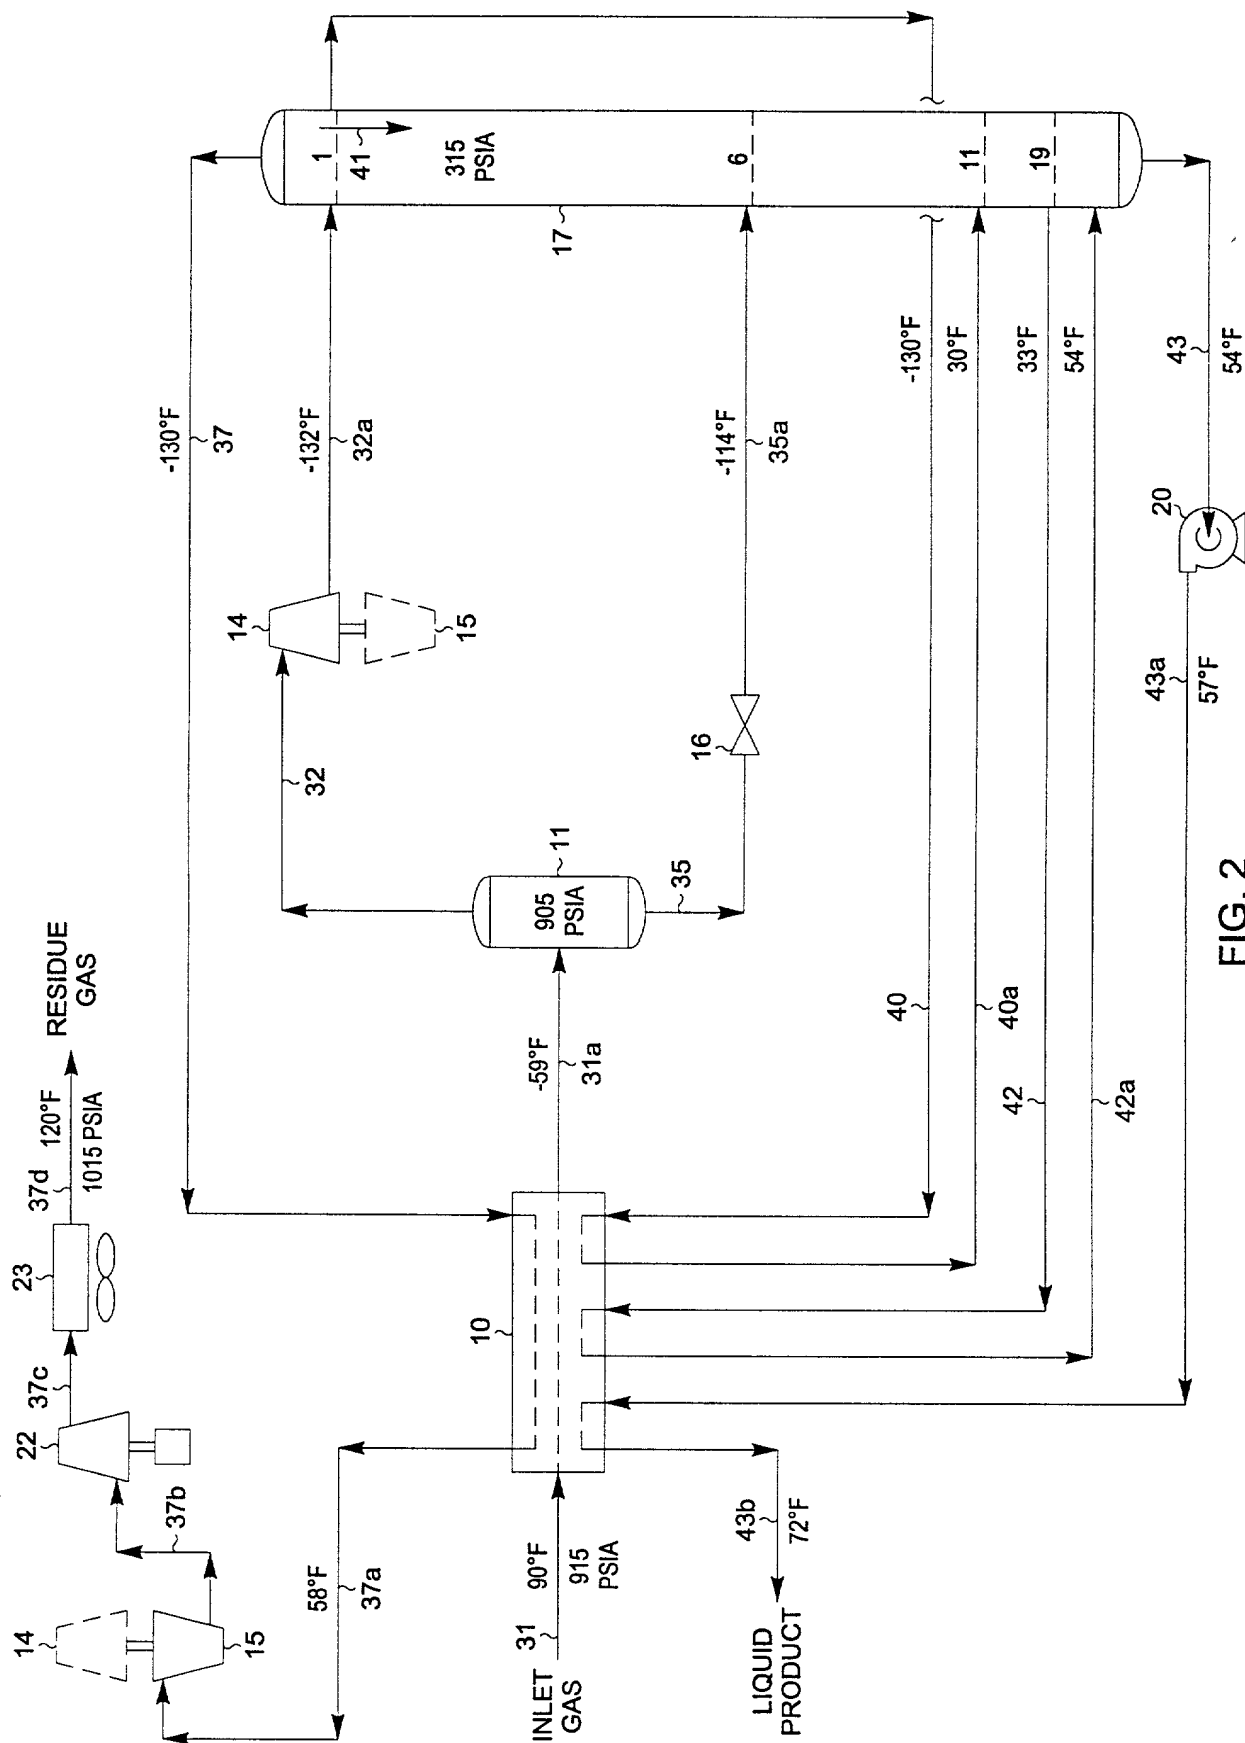 14
15
37b
22
37c
23
37d
120°F
1015 PSIA
RESIDUE
GAS
58°F
37a
-130°F
37
31
90°F
915
PSIA
INLET
GAS
10
-59°F
31a
11
905
PSIA
32
35
14
15
-132°F
32a
16
-114°F
35a
17
1
41
315
PSIA
6
11
19
43b
72°F
LIQUID
PRODUCT
40
-130°F
40a
30°F
42
33°F
42a
54°F
43a
57°F
20
43
54°F
FIG. 2